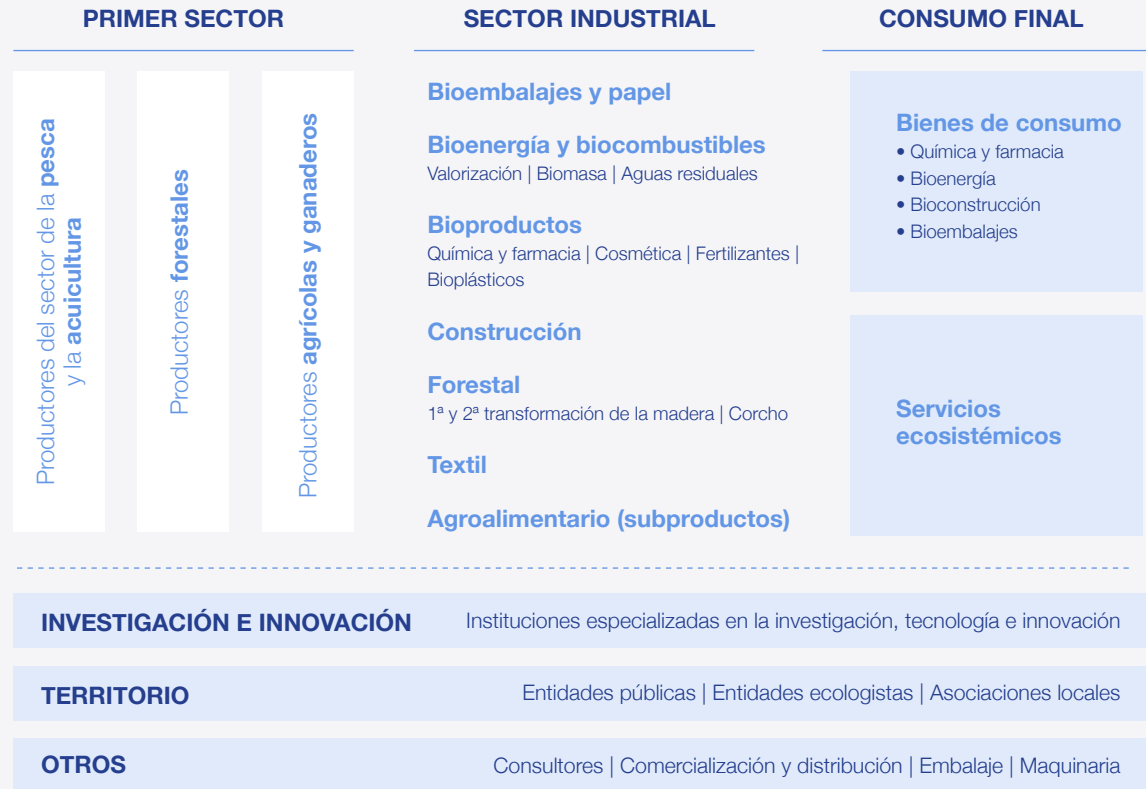 PRIMER SECTOR
SECTOR INDUSTRIAL
CONSUMO FINAL
Productores del sector de la pesca
y la acuicultura
Productores forestales
Productores agrícolas y ganaderos
Bioembalajes y papel
Bioenergía y biocombustibles
Valorización | Biomasa | Aguas residuales
Bioproductos
Química y farmacia | Cosmética | Fertilizantes |
Bioplásticos
Construcción
Forestal
1ª y 2ª transformación de la madera | Corcho
Textil
Agroalimentario (subproductos)
Bienes de consumo
• Química y farmacia
• Bioenergía
• Bioconstrucción
• Bioembalajes
Servicios
ecosistémicos
INVESTIGACIÓN E INNOVACIÓN Instituciones especializadas en la investigación, tecnología e innovación
TERRITORIO Entidades públicas | Entidades ecologistas | Asociaciones locales
OTROS Consultores | Comercialización y distribución | Embalaje | Maquinaria